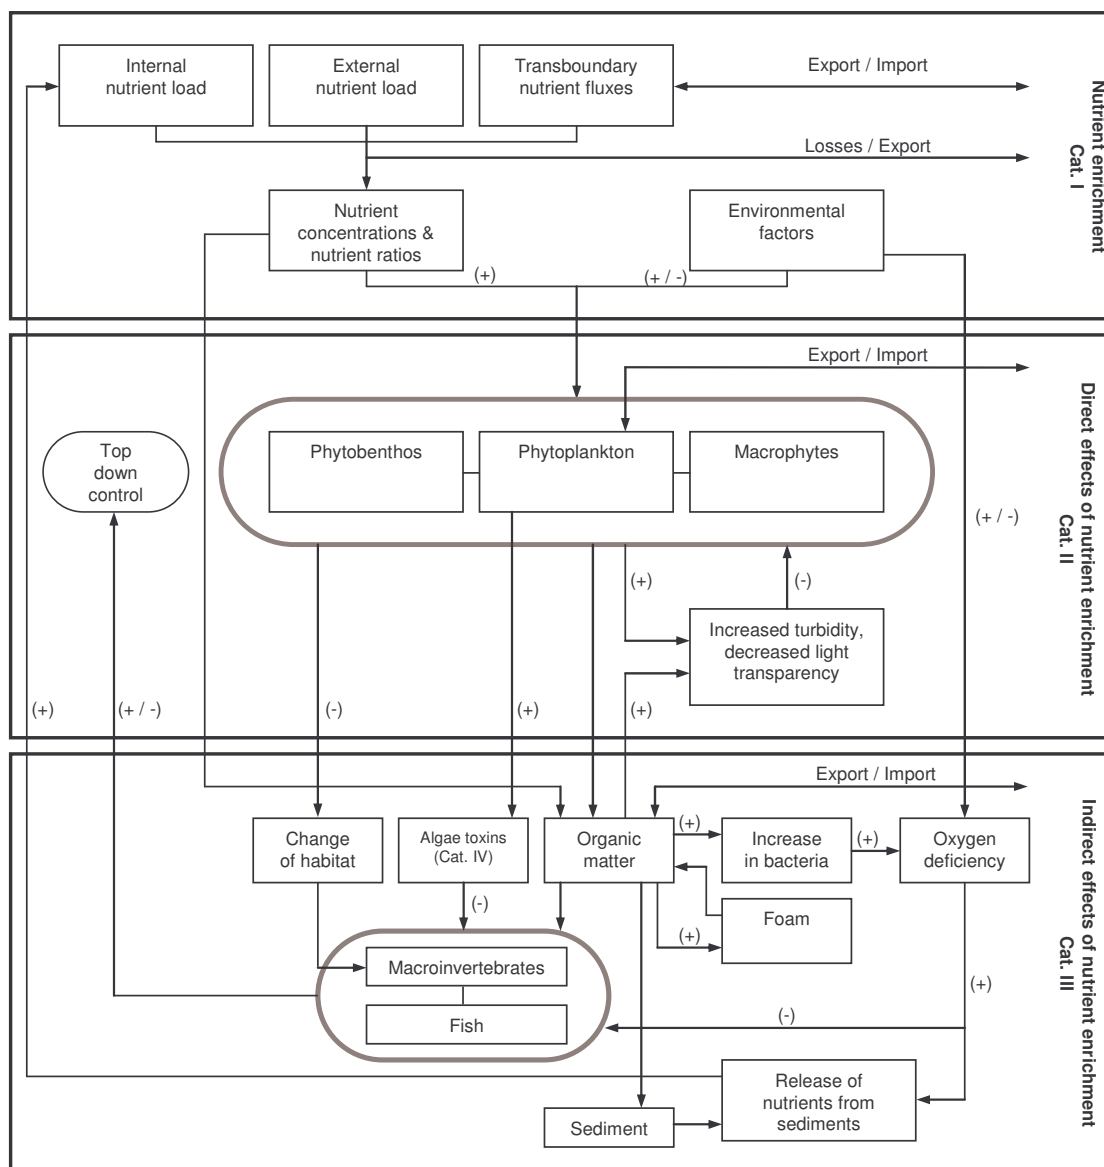 Internal
nutrient load
External
nutrient load
Transboundary
nutrient fluxes
Export / Import
Losses / Export
Nutrient
concentrations &
nutrient ratios
Environmental
factors
(+)
(+ / -)
Nutrient enrichment
Cat. I
Export / Import
Top
down
control
Phytobenthos
Phytoplankton
Macrophytes
(+ / -)
(+)
(-)
Increased turbidity,
decreased light
transparency
(+)
(+ / -)
(-)
(+)
(+)
Direct effects of nutrient enrichment
Cat. II
Export / Import
Change
of habitat
Algae toxins
(Cat. IV)
Organic
matter
(+)
Increase
in bacteria
(+)
Oxygen
deficiency
(-)
(+)
Foam
Macroinvertebrates
Fish
(+)
(-)
Release of
nutrients from
sediments
Sediment
Indirect effects of nutrient enrichment
Cat. III